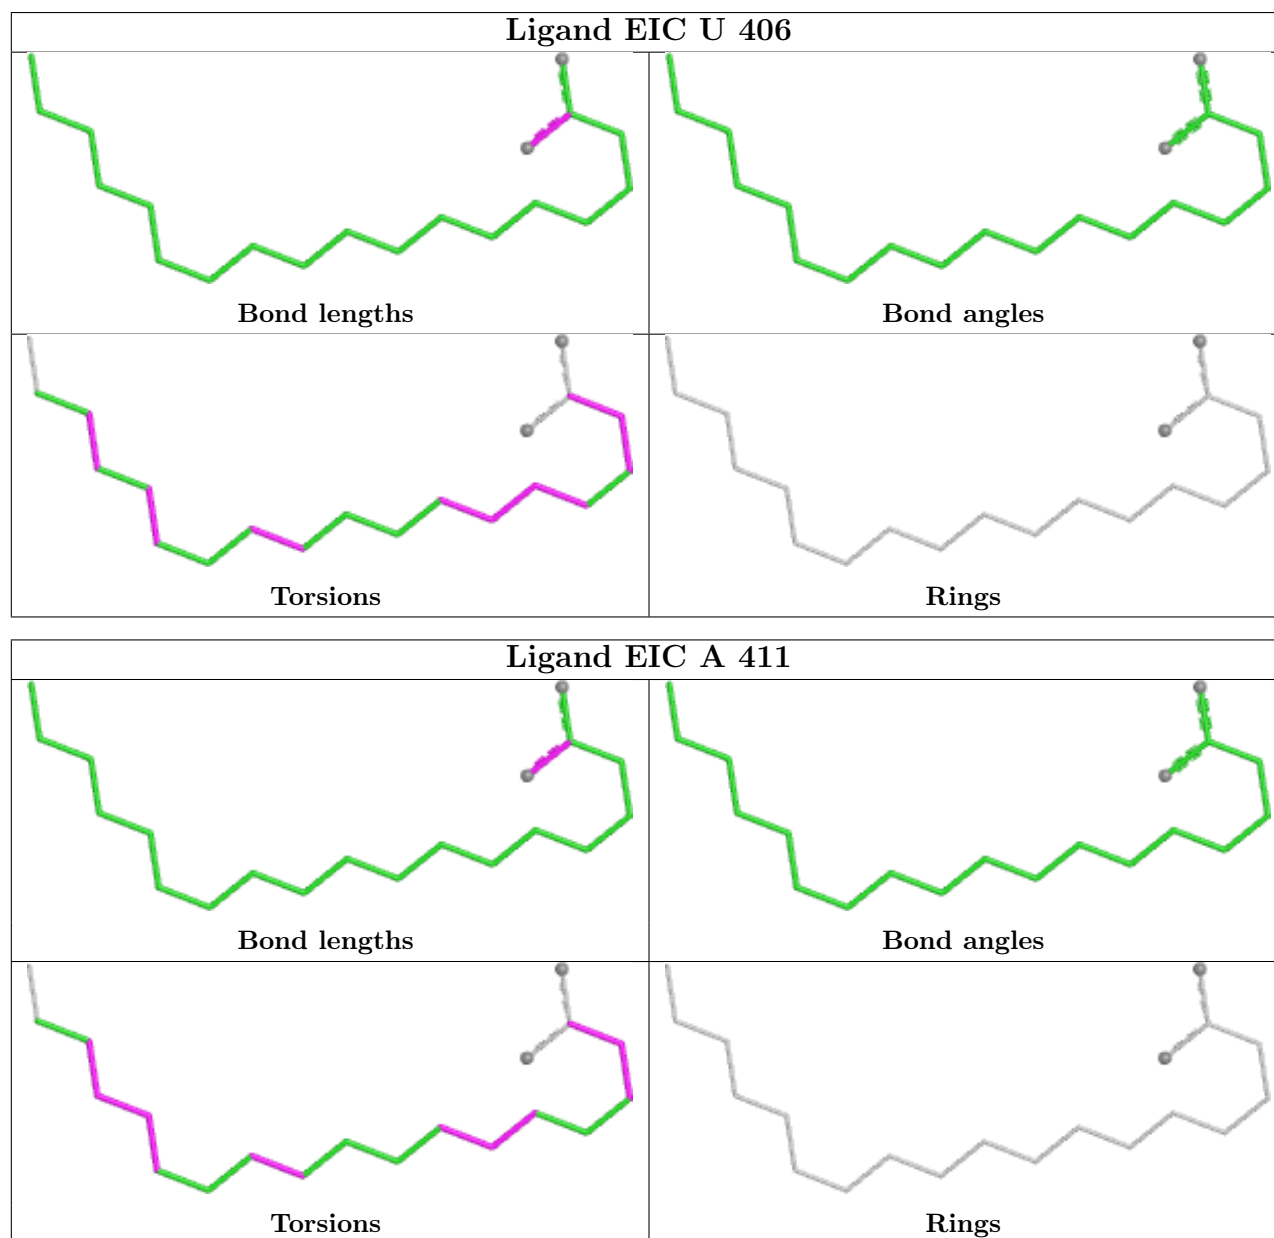 Ligand EIC U 406
Bond lengths
Bond angles
Torsions
Rings
Ligand EIC A 411
Bond lengths
Bond angles
Torsions
Rings